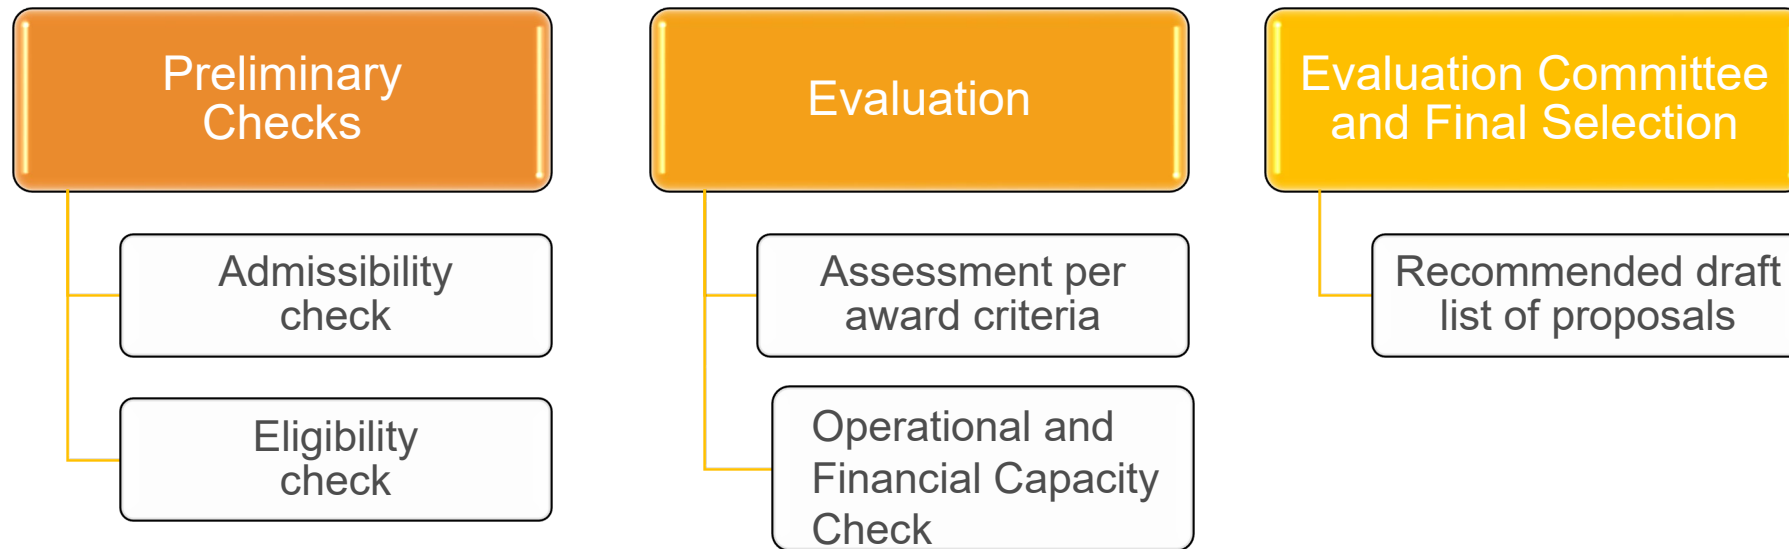 Preliminary
Checks
Admissibility
check
Eligibility
check
Evaluation
Assessment per
award criteria
Operational and
Financial Capacity
Check
Evaluation Committee
and Final Selection
Recommended draft
list of proposals